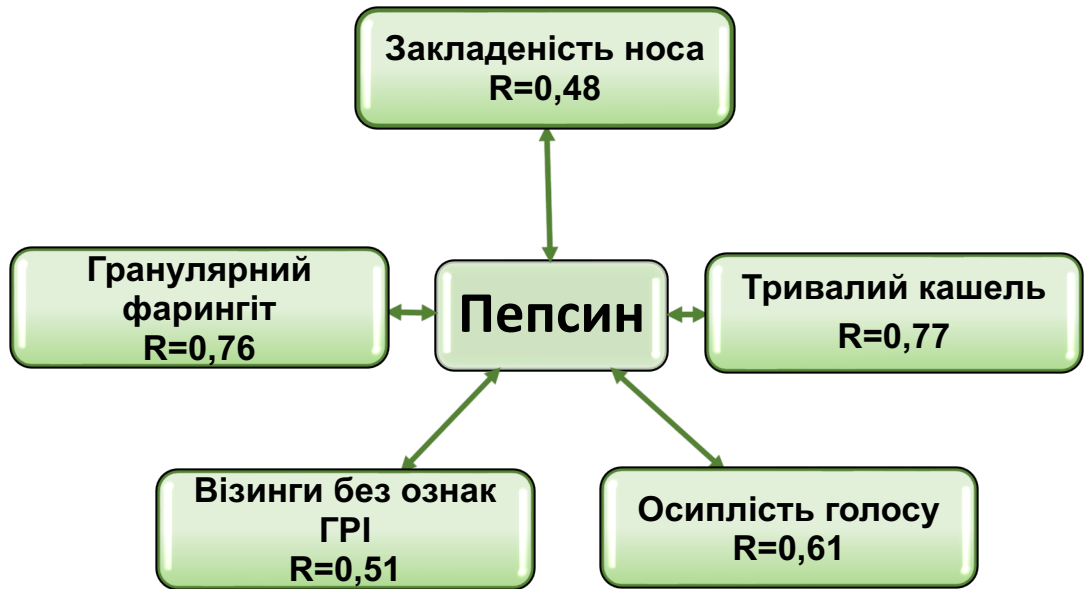 Закладеність носа
R=0,48
Гранулярний
фарингіт
R=0,76
Пепсин
Тривалий кашель
R=0,77
Візинги без ознак
ГРІ
R=0,51
Осиплість голосу
R=0,61